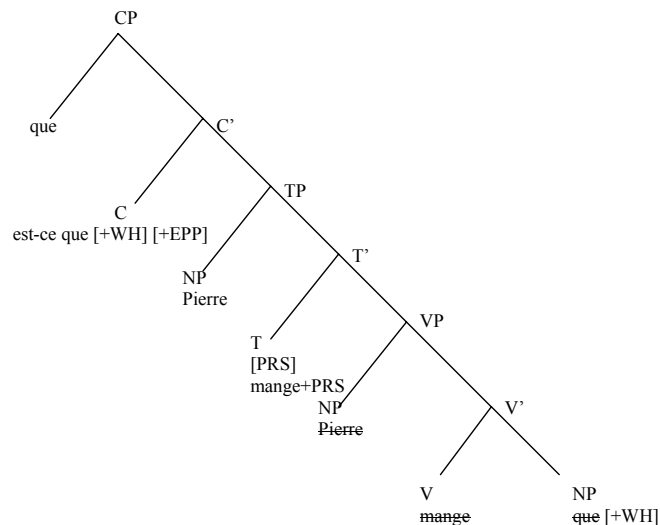 CP
que
C’
C
est-ce que [+WH] [+EPP]
TP
NP
Pierre
T’
T
[PRS]
mange+PRS
VP
NP
Pierre
V’
V
mange
NP
que [+WH]